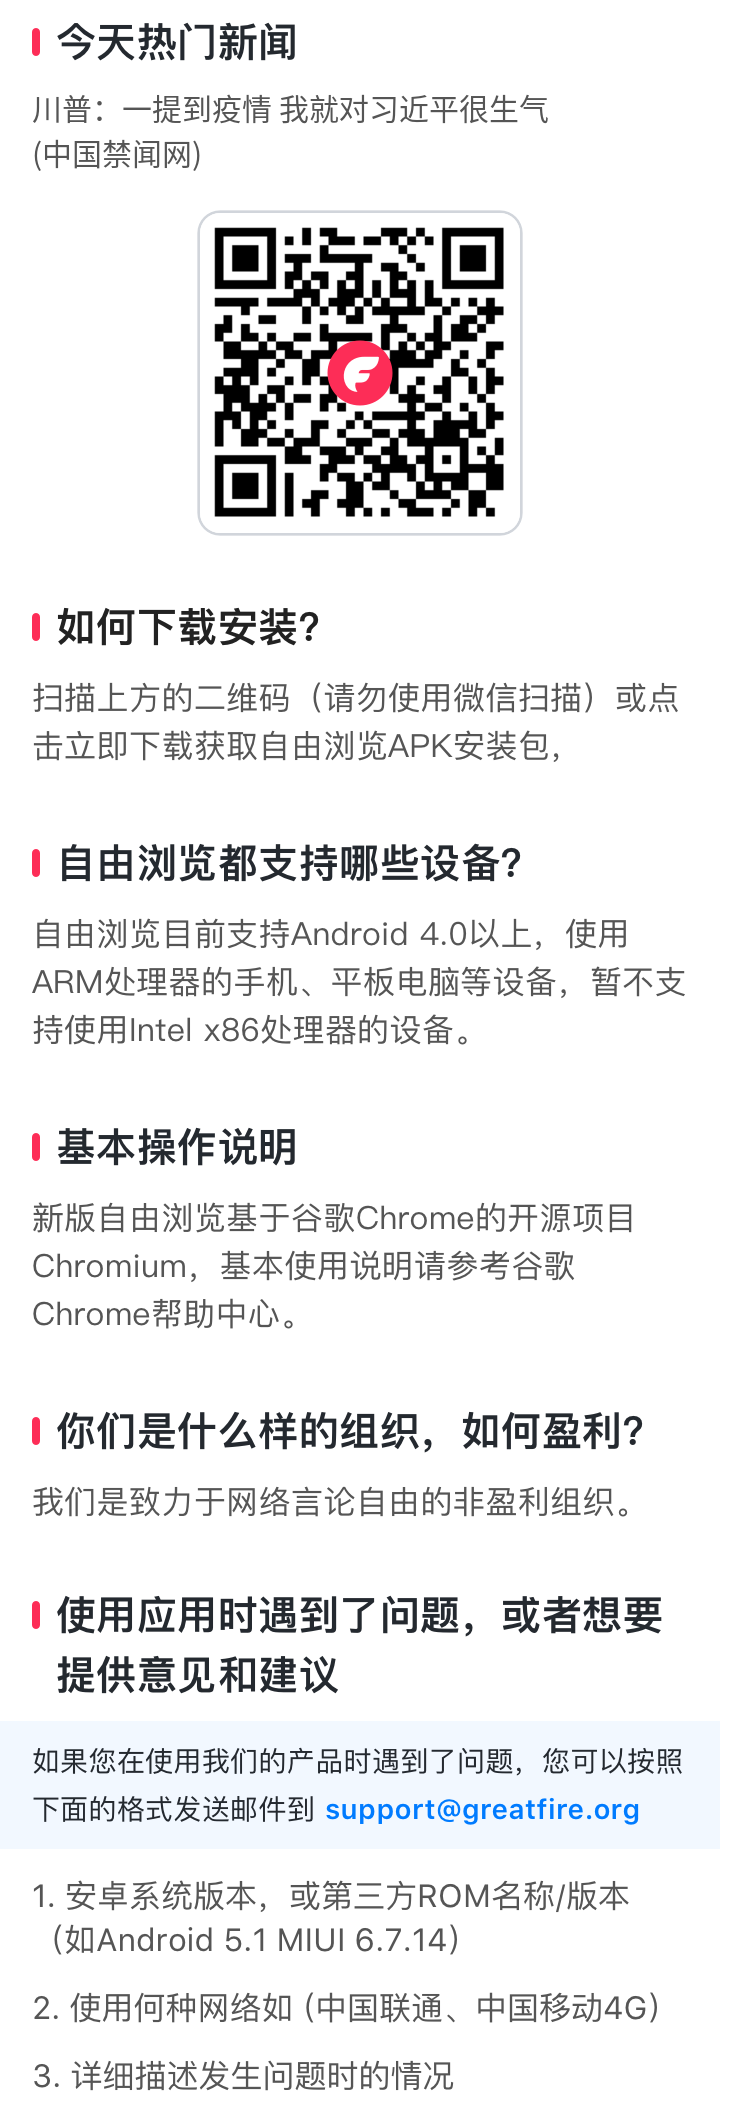 今天热门新闻
川普：一提到疫情 我就对习近平很生气
(中国禁闻网)
如何下载安装?
扫描上方的二维码（请勿使用微信扫描）或点
击立即下载获取自由浏览APK安装包，
自由浏览都支持哪些设备?
自由浏览目前支持Android 4.0以上，使用
ARM处理器的手机、平板电脑等设备，暂不支
持使用Intel x86处理器的设备。
基本操作说明
新版自由浏览基于谷歌Chrome的开源项目
Chromium，基本使用说明请参考谷歌
Chrome帮助中心。
你们是什么样的组织，如何盈利?
我们是致力于网络言论自由的非盈利组织。
使用应用时遇到了问题，或者想要
提供意见和建议
如果您在使用我们的产品时遇到了问题，您可以按照
下面的格式发送邮件到 support@greatfire.org
1. 安卓系统版本，或第三方ROM名称/版本
（如Android 5.1 MIUI 6.7.14）
2. 使用何种网络如 (中国联通、中国移动4G）
3. 详细描述发生问题时的情况